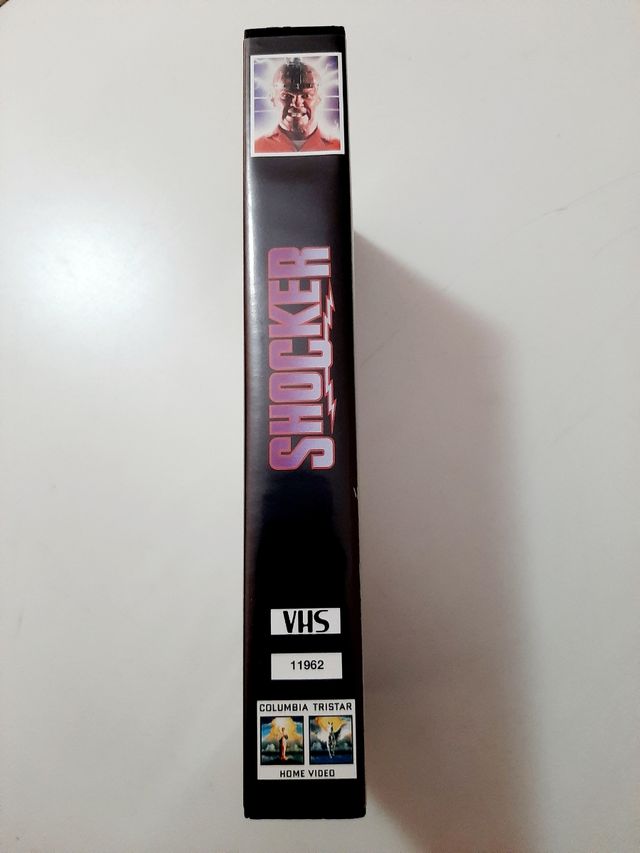 SHOCKER
VHS
11962
COLUMBIA TRISTAR
HOME VIDEO